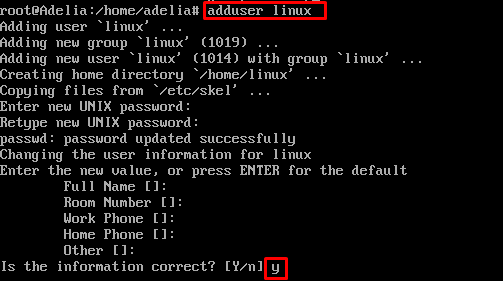 root@Adelia:/home/adelia# adduser linux
Adding user `linux' ...
Adding new group `linux' (1019) ...
Adding new user `linux' (1014) with group `linux' ...
Creating home directory `/home/linux' ...
Copying files from `/etc/skel' ...
Enter new UNIX password:
Retype new UNIX password:
passwd: password updated successfully
Changing the user information for linux
Enter the new value, or press ENTER for the default
Full Name []:
Room Number []:
Work Phone []:
Home Phone []:
Other []:
Is the information correct? [Y/n] y